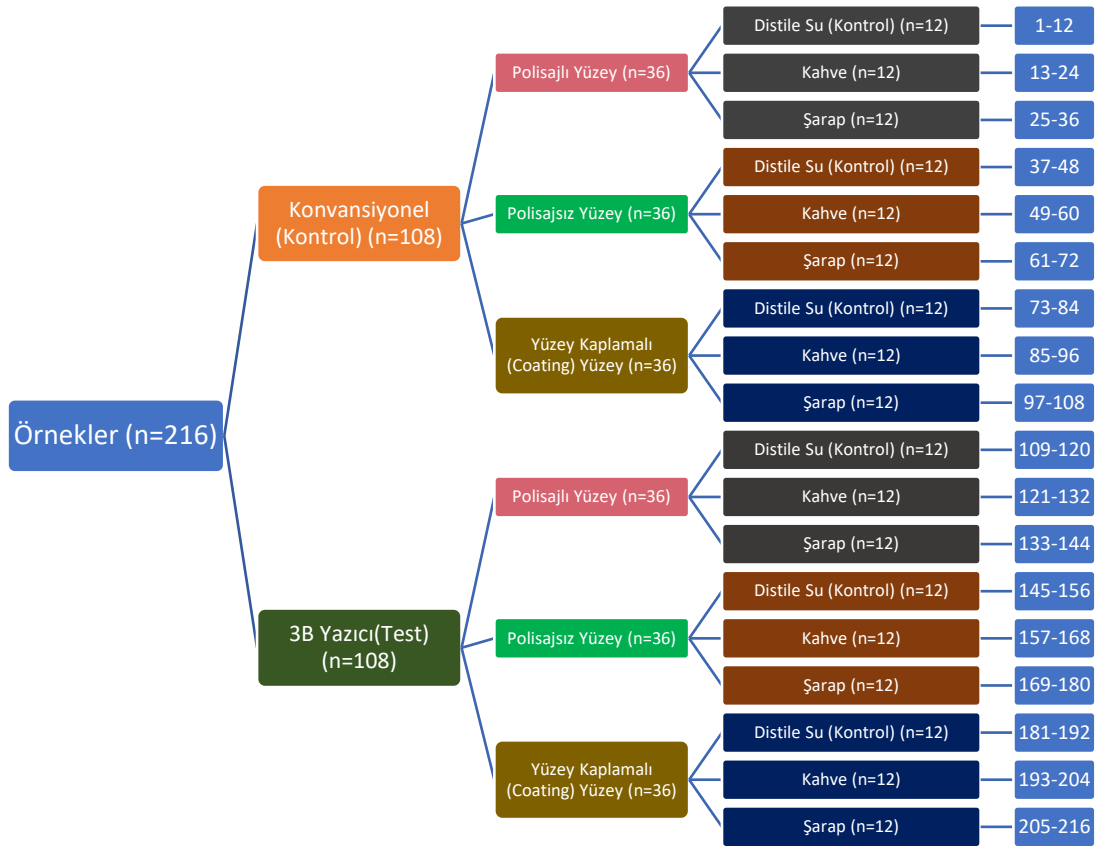 Örnekler (n=216)
Konvansiyonel
(Kontrol) (n=108)
Polisajlı Yüzey (n=36)
Distile Su (Kontrol) (n=12)
1-12
Kahve (n=12)
13-24
Şarap (n=12)
25-36
Polisajsız Yüzey (n=36)
Distile Su (Kontrol) (n=12)
37-48
Kahve (n=12)
49-60
Şarap (n=12)
61-72
Yüzey Kaplamalı
(Coating) Yüzey (n=36)
Distile Su (Kontrol) (n=12)
73-84
Kahve (n=12)
85-96
Şarap (n=12)
97-108
3B Yazıcı(Test)
(n=108)
Polisajlı Yüzey (n=36)
Distile Su (Kontrol) (n=12)
109-120
Kahve (n=12)
121-132
Şarap (n=12)
133-144
Polisajsız Yüzey (n=36)
Distile Su (Kontrol) (n=12)
145-156
Kahve (n=12)
157-168
Şarap (n=12)
169-180
Yüzey Kaplamalı
(Coating) Yüzey (n=36)
Distile Su (Kontrol) (n=12)
181-192
Kahve (n=12)
193-204
Şarap (n=12)
205-216